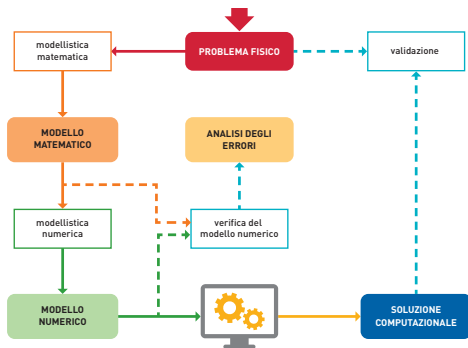 modellistica
matematica
PROBLEMA FISICO
validazione
MODELLO
MATEMATICO
ANALISI DEGLI
ERRORI
modellistica
numerica
verifica del
modello numerico
MODELLO
NUMERICO
SOLUZIONE
COMPUTAZIONALE